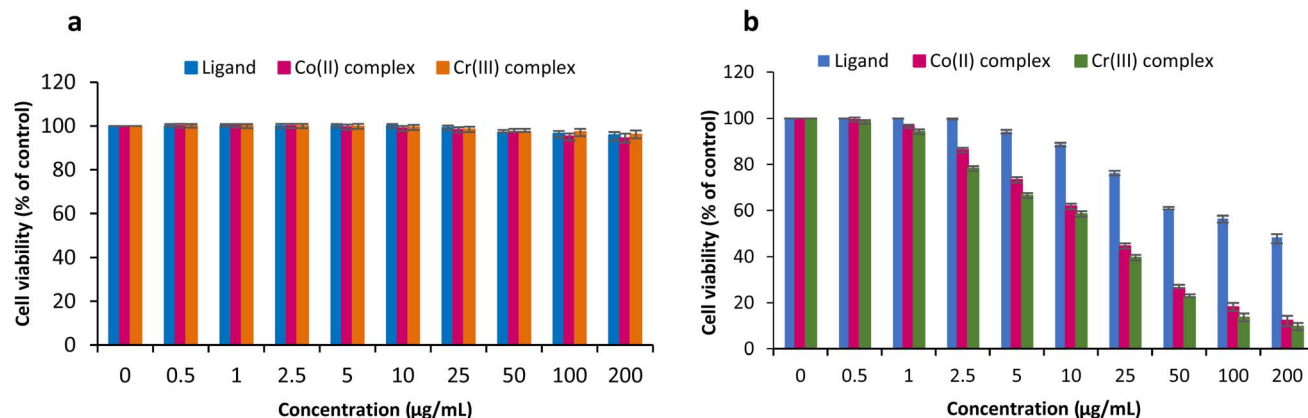 a
Ligand Co(II) complex Cr(III) complex
Cell viability (% of control)
120
100
80
60
40
20
0
0 0.5 1 2.5 5 10 25 50 100 200
Concentration (µg/mL)
b
Ligand Co(II) complex Cr(III) complex
Cell viability (% of control)
120
100
80
60
40
20
0
0 0.5 1 2.5 5 10 25 50 100 200
Concentration (µg/mL)